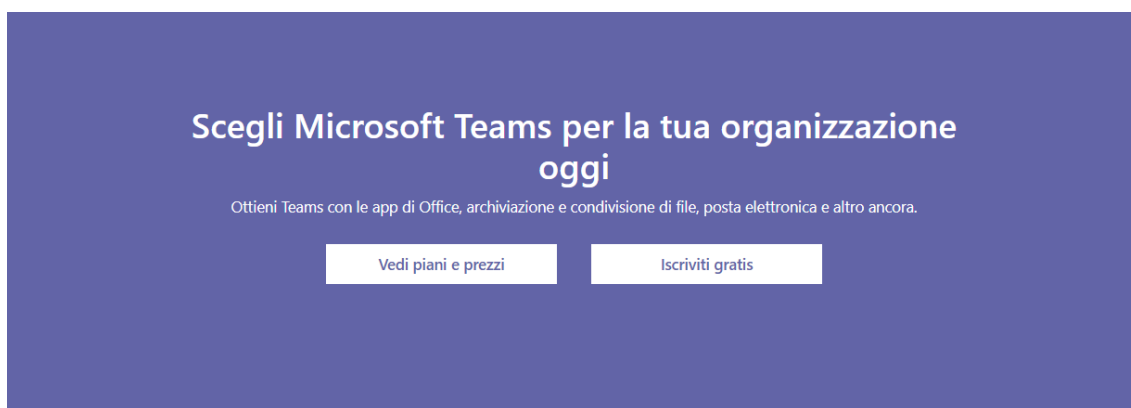 Scegli Microsoft Teams per la tua organizzazione
oggi
Ottieni Teams con le app di Office, archiviazione e condivisione di file, posta elettronica e altro ancora.
Vedi piani e prezzi
Iscriviti gratis